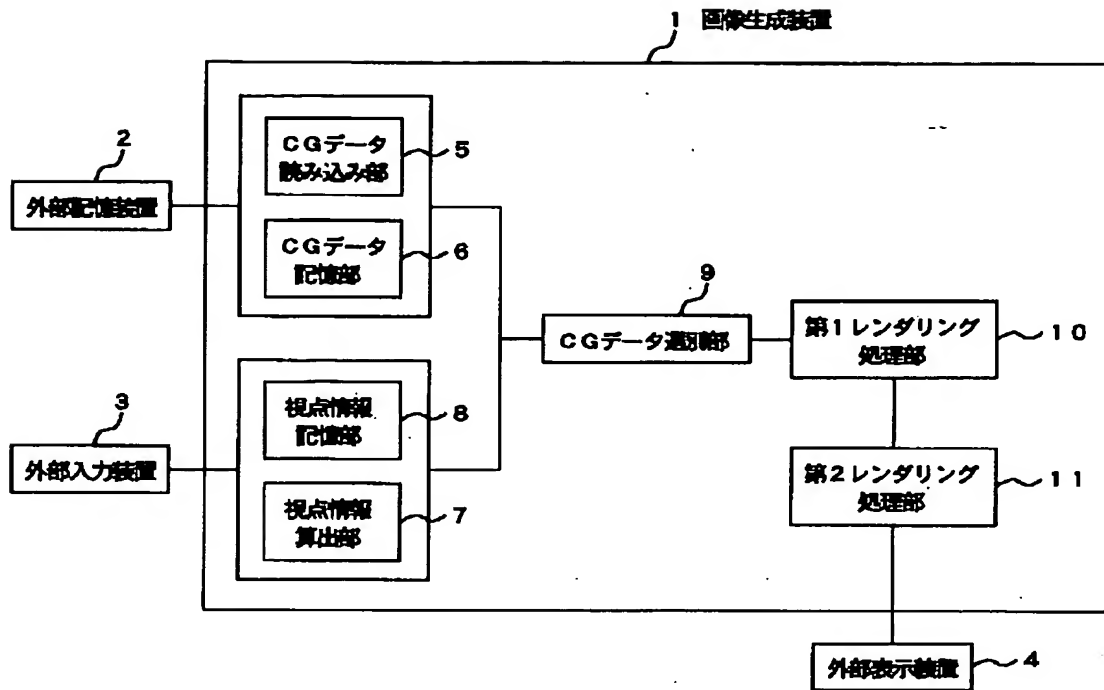 1 画像生成装置
CGデータ
読み込み部
5
2
外部記憶装置
CGデータ
記憶部
6
9
CGデータ選別部
第1レンダリング
処理部
10
3
外部入力装置
視点情報
記憶部
8
第2レンダリング
処理部
11
視点情報
算出部
7
外部表示装置
4